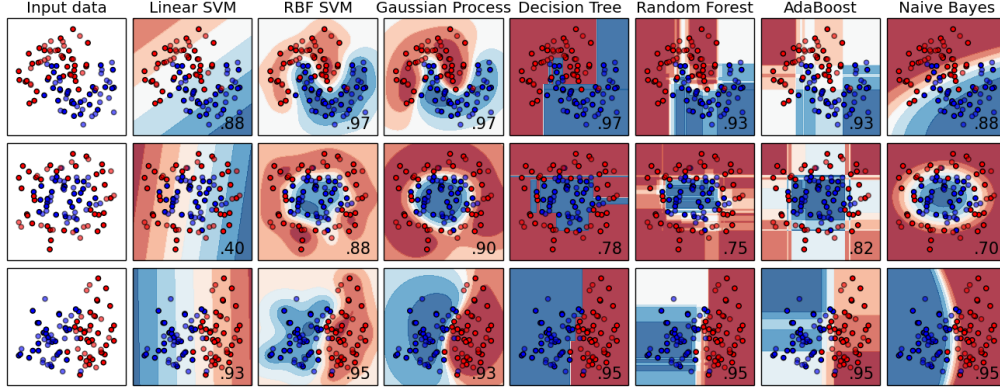 Input data
Linear SVM
RBF SVM
Gaussian Process
Decision Tree
Random Forest
AdaBoost
Naive Bayes
.88
.97
.97
.97
.93
.93
.88
.40
.88
.90
.78
.75
.82
.70
.93
.95
.93
.95
.95
.95
.95